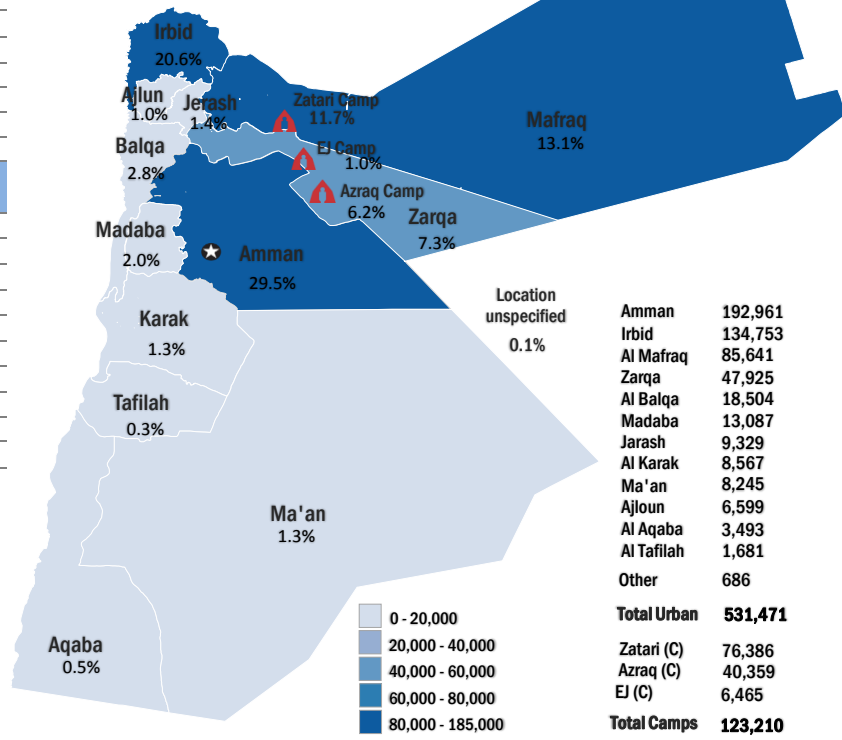 Irbid
20.6%
Ajlun
1.0%
Jerash
1.4%
Zatari Camp
11.7%
Mafraq
13.1%
Balqa
2.8%
EJ Camp
1.0%
Azraq Camp
6.2%
Zarqa
7.3%
Madaba
2.0%
Amman
29.5%
Location
unspecified
0.1%
Karak
1.3%
Tafilah
0.3%
Ma'an
1.3%
Aqaba
0.5%
0 - 20,000
20,000 - 40,000
40,000 - 60,000
60,000 - 80,000
80,000 - 185,000
Amman 192,961
Irbid 134,753
Al Mafraq 85,641
Zarqa 47,925
Al Balqa 18,504
Madaba 13,087
Jarash 9,329
Al Karak 8,567
Ma'an 8,245
Ajloun 6,599
Al Aqaba 3,493
Al Tafilah 1,681
Other 686
Total Urban 531,471
Zatari (C) 76,386
Azraq (C) 40,359
EJ (C) 6,465
Total Camps 123,210